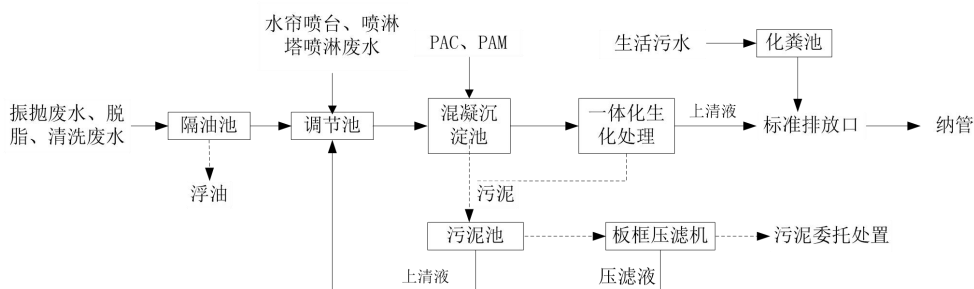 水帘喷台、喷淋
塔喷淋废水
PAC、PAM
生活污水
化粪池
振抛废水、脱
脂、清洗废水
隔油池
调节池
混凝沉
淀池
一体化生
化处理
上清液
标准排放口
纳管
浮油
污泥
污泥池
板框压滤机
污泥委托处置
上清液
压滤液